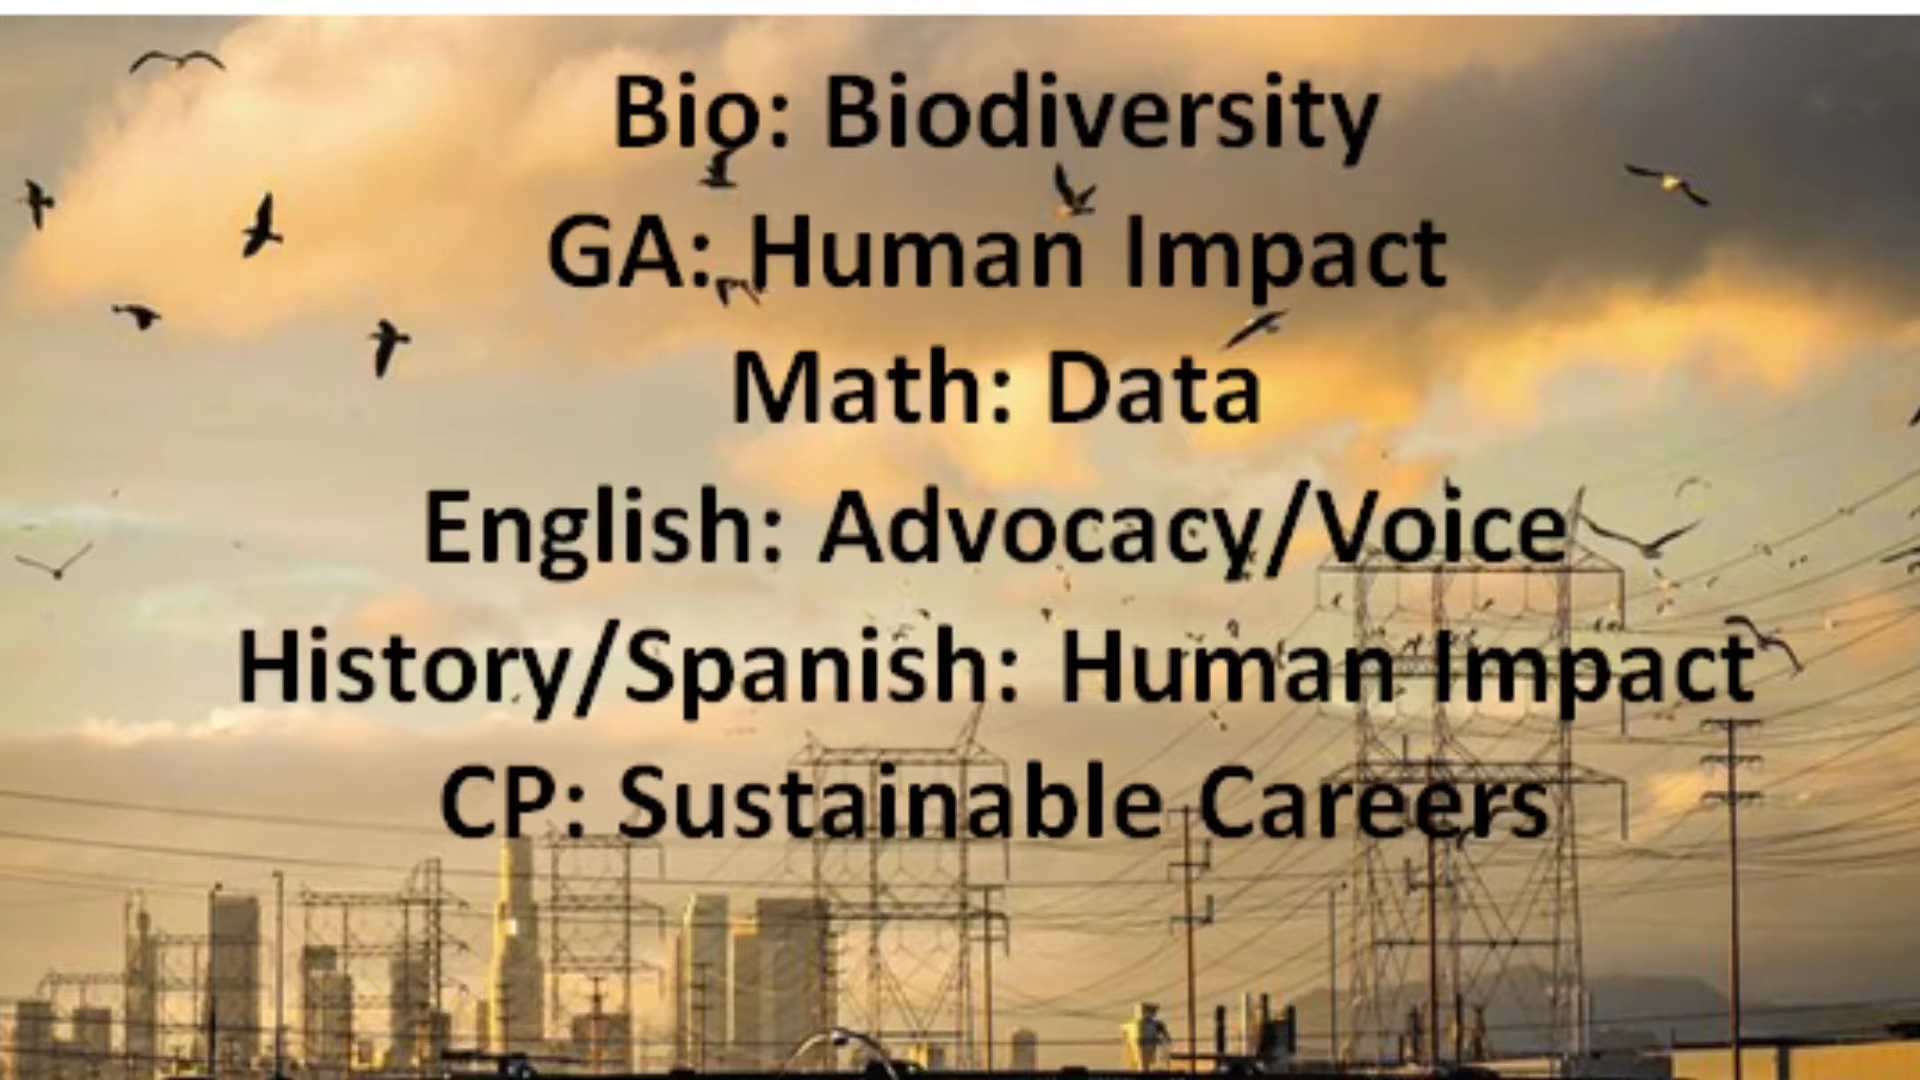 Bio: Biodiversity
GA: Human Impact
Math: Data
English: Advocacy/Voice
History/Spanish: Human Impact
CP: Sustainable Careers